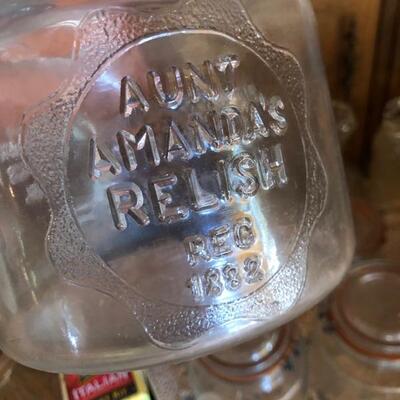 AUNT
AMANDA'S
RELISH
REG
1882
ITALIAN